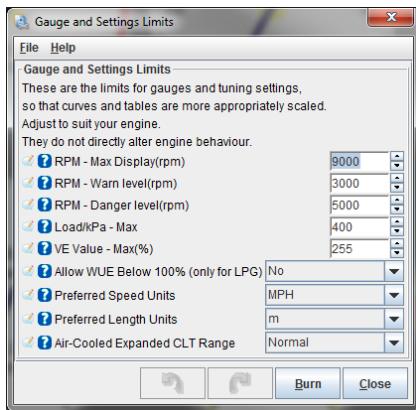 Gauge and Settings Limits
File Help
Gauge and Settings Limits
These are the limits for gauges and tuning settings,
so that curves and tables are more appropriately scaled.
Adjust to suit your engine.
They do not directly alter engine behaviour.
RPM - Max Display(rpm) 9000
RPM - Warn level(rpm) 3000
RPM - Danger level(rpm) 5000
Load/kPa - Max 400
VE Value - Max(%) 255
Allow WUE Below 100% (only for LPG) No
Preferred Speed Units MPH
Preferred Length Units m
Air-Cooled Expanded CLT Range Normal
Burn Close